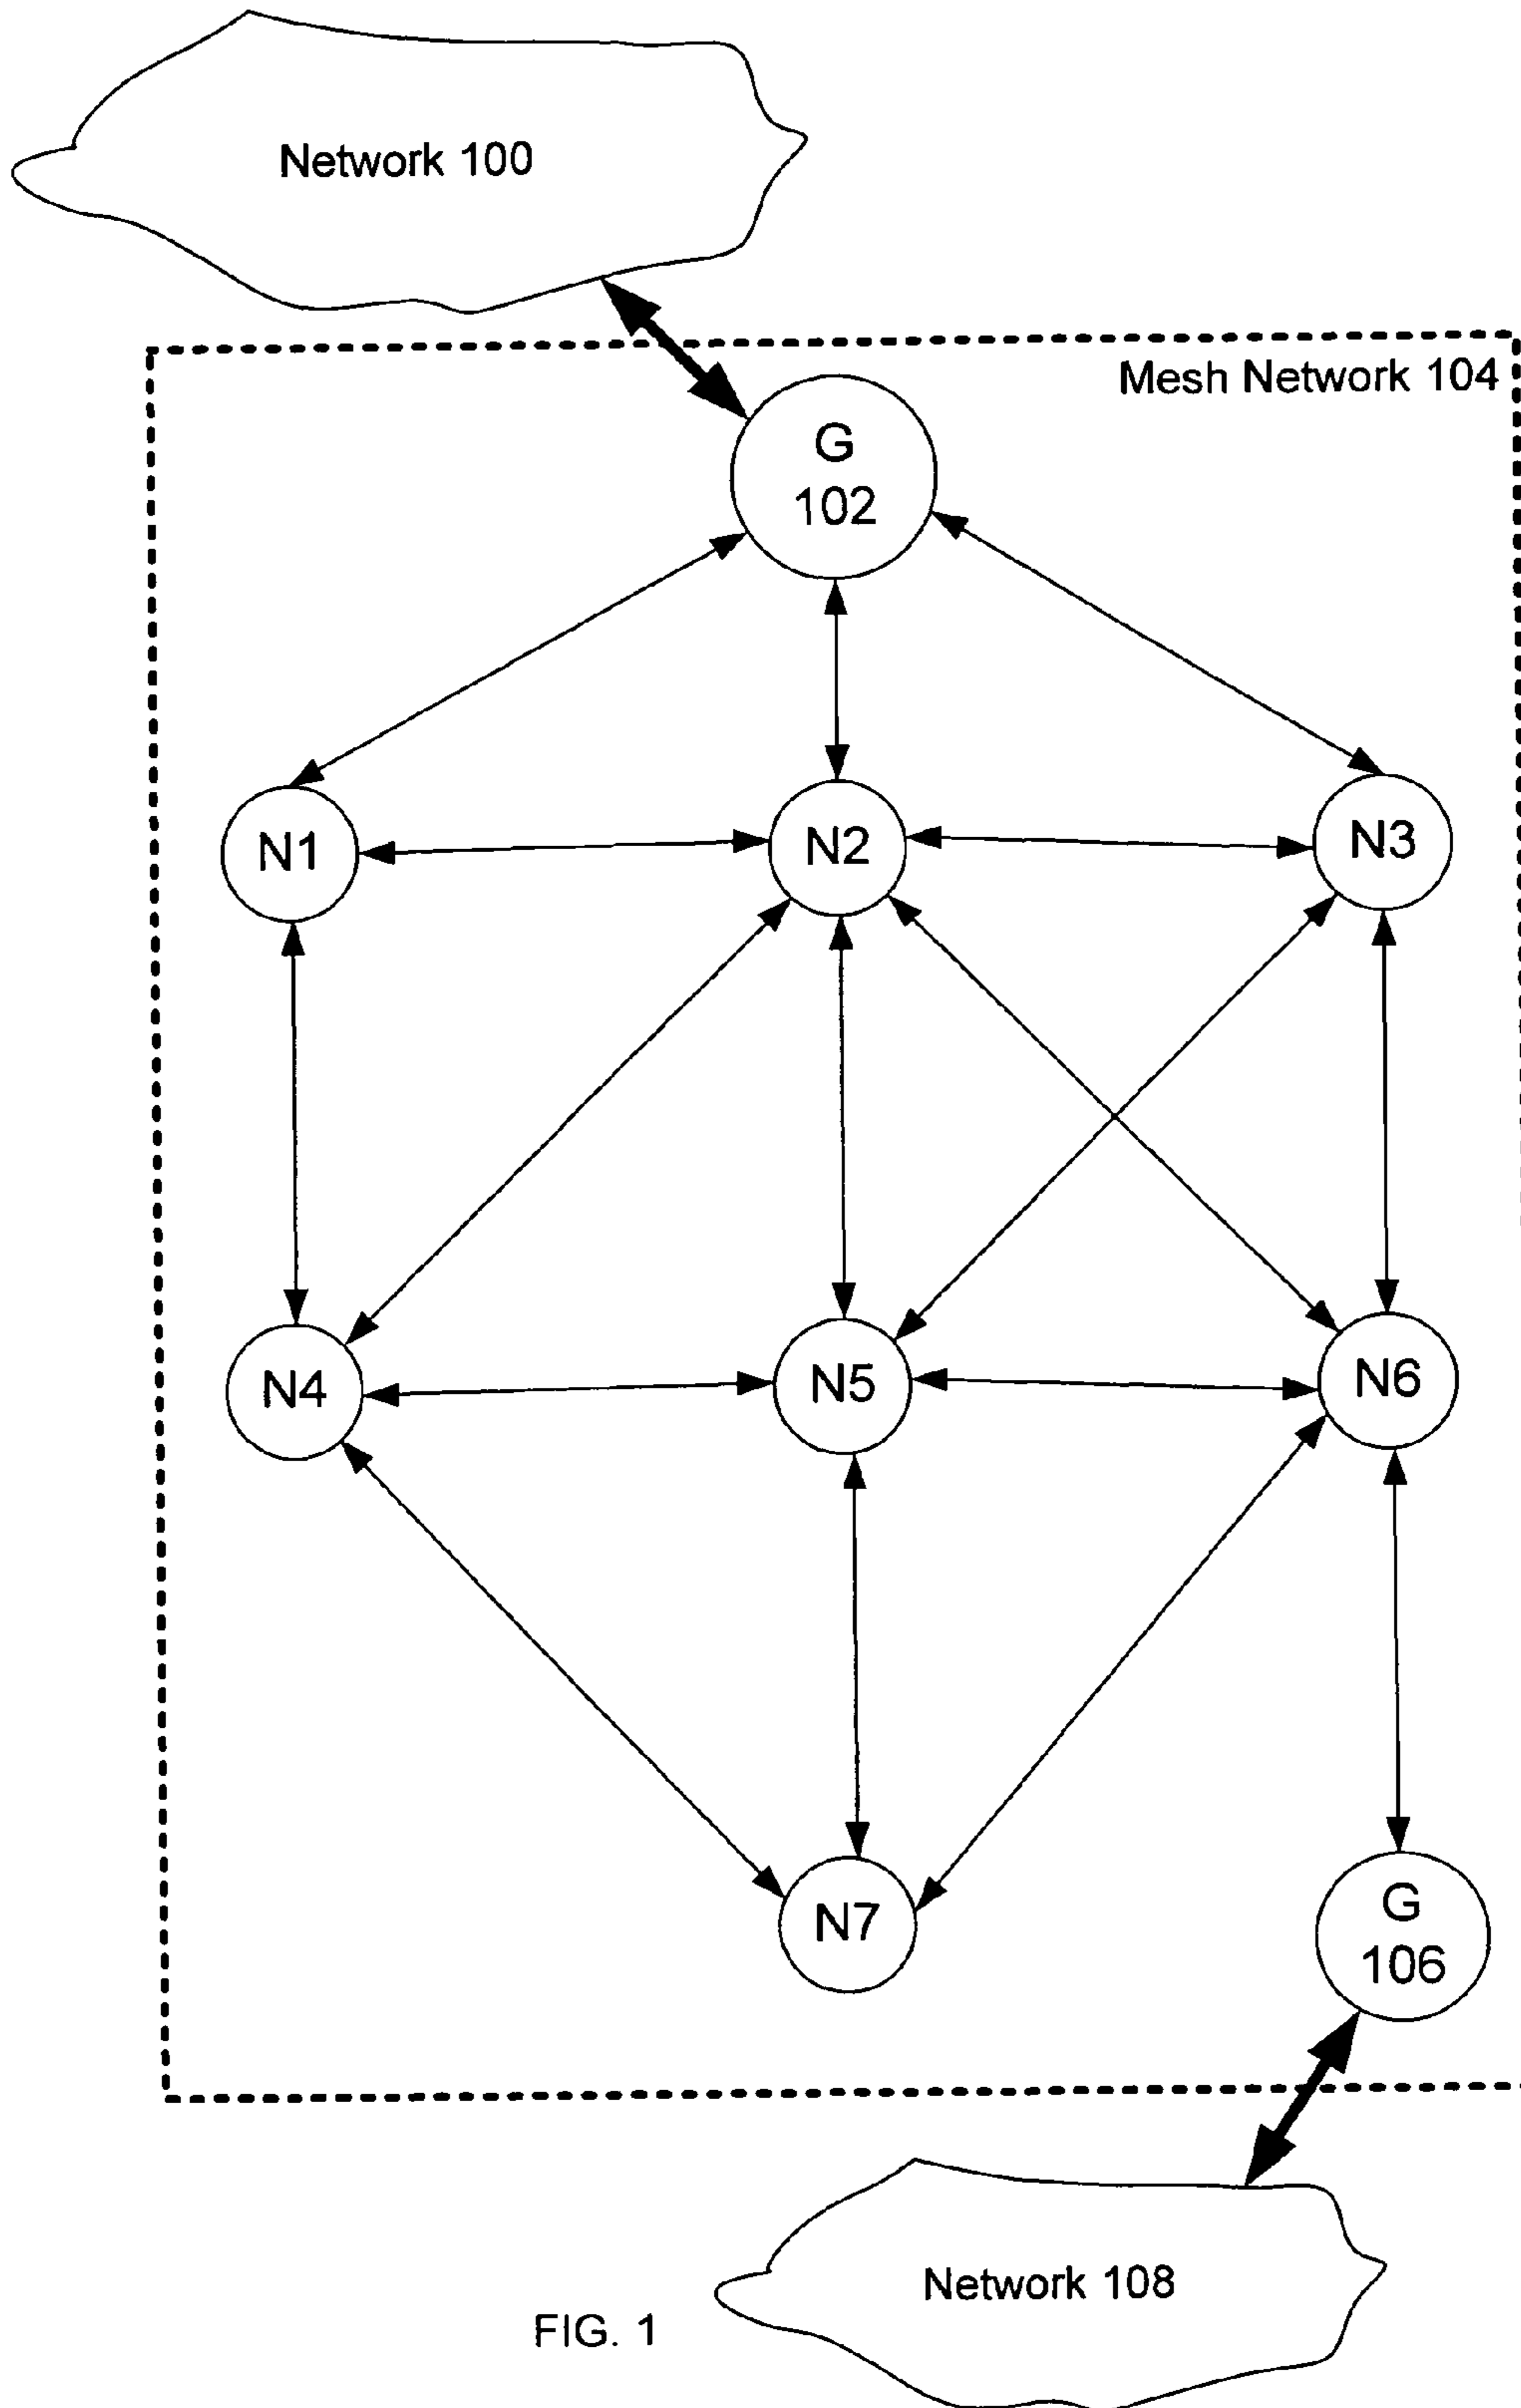 Network 100
Mesh Network 104
G
102
N1
N2
N3
N4
N5
N6
N7
G
106
Network 108
FIG. 1